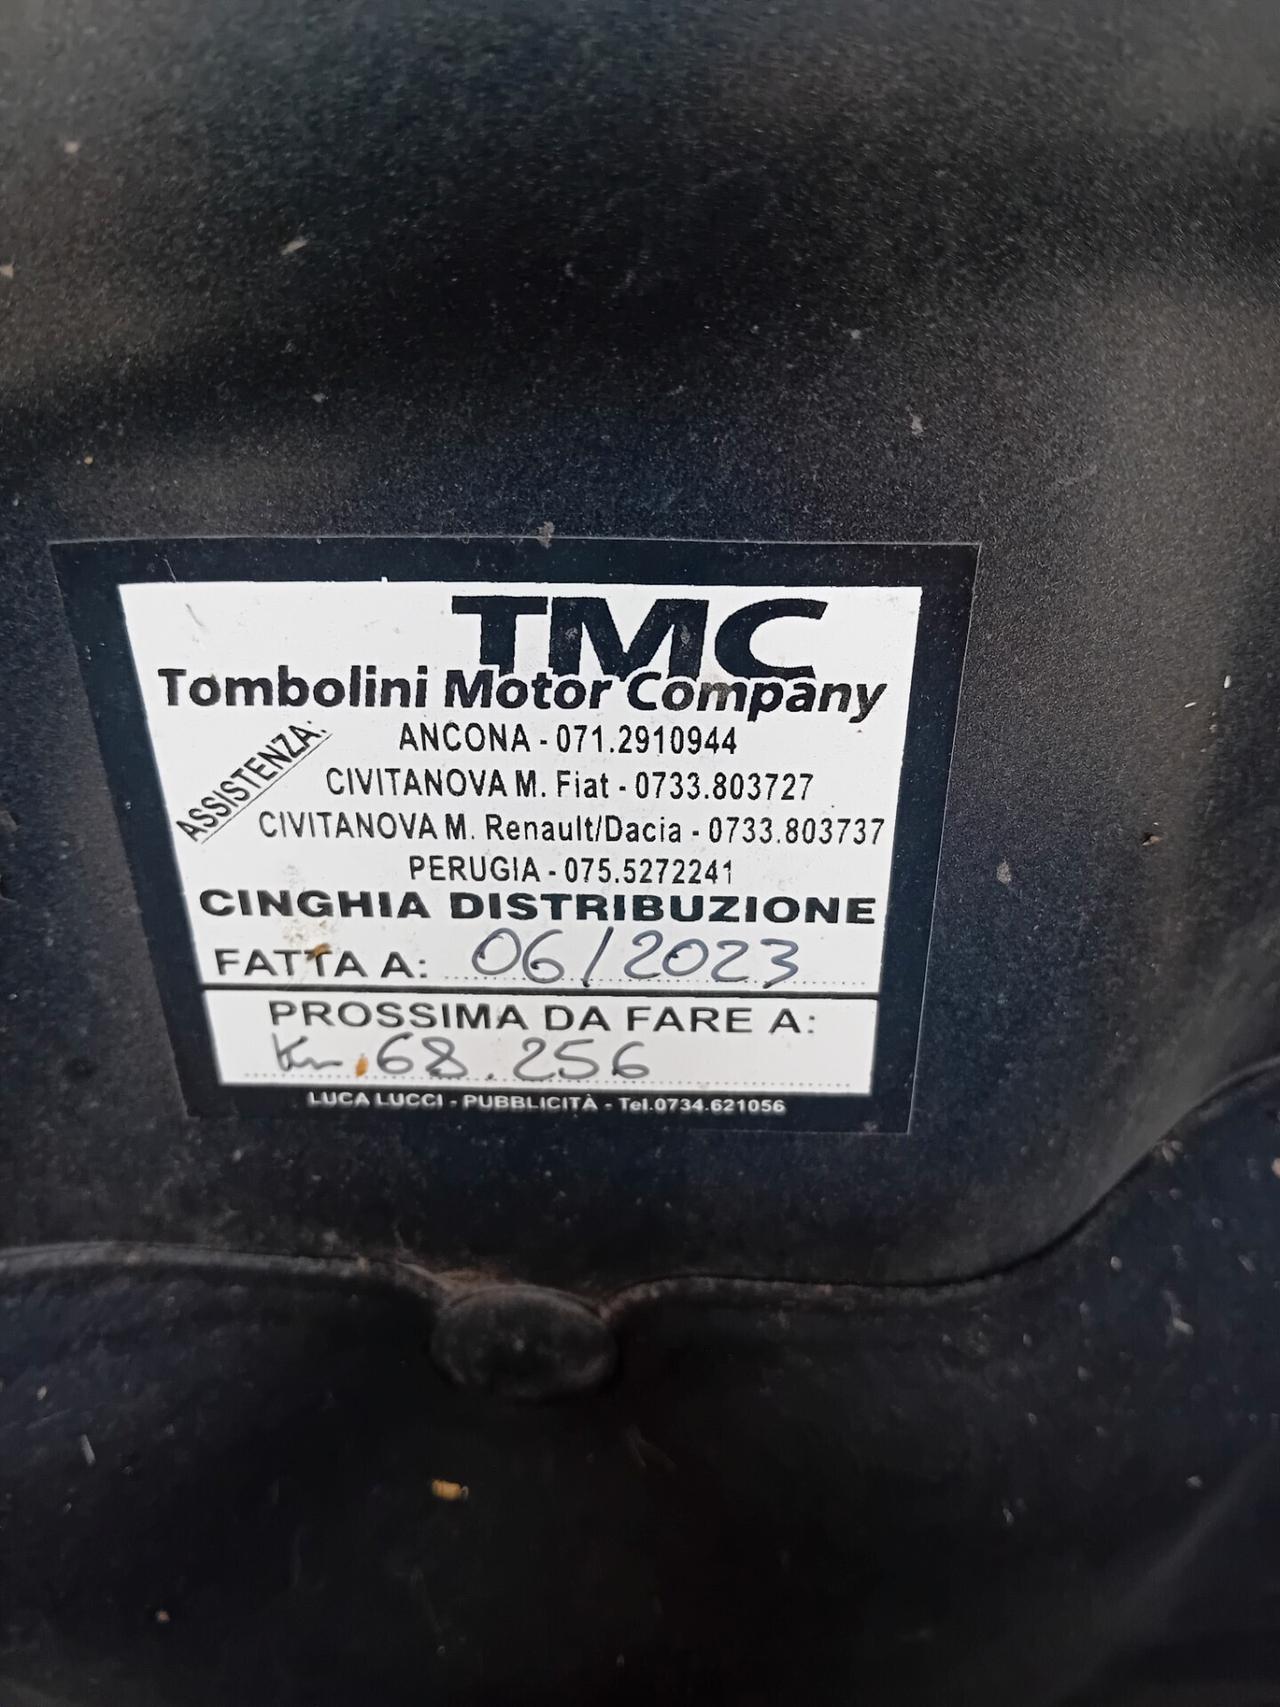 TMC
Tombolini Motor Company
ASSISTENZA:
ANCONA - 071.2910944
CIVITANOVA M. Fiat - 0733.803727
CIVITANOVA M. Renault/Dacia - 0733.803737
PERUGIA - 075.5272241
CINGHIA DISTRIBUZIONE
FATTA A: 06/2023
PROSSIMA DA FARE A:
Km 68.256
LUCA LUCCI - PUBBLICITÀ - Tel.0734.621056